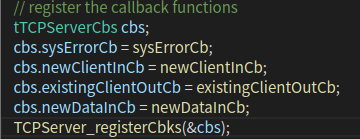 // register the callback functions
tTCPServerCbs cbs;
cbs.sysErrorCb = sysErrorCb;
cbs.newClientInCb = newClientInCb;
cbs.existingClientOutCb = existingClientOutCb;
cbs.newDataInCb = newDataInCb;
TCPServer_registerCbks(&cbs);